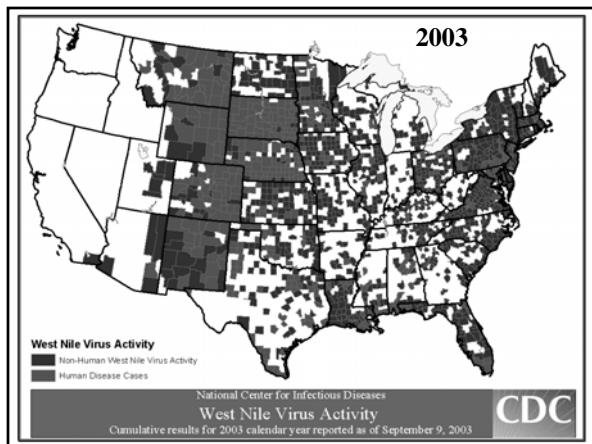 2003
West Nile Virus Activity
Non-Human West Nile Virus Activity
Human Disease Cases
National Center for Infectious Diseases
West Nile Virus Activity
Cumulative results for 2003 calendar year reported as of September 9, 2003
CDC